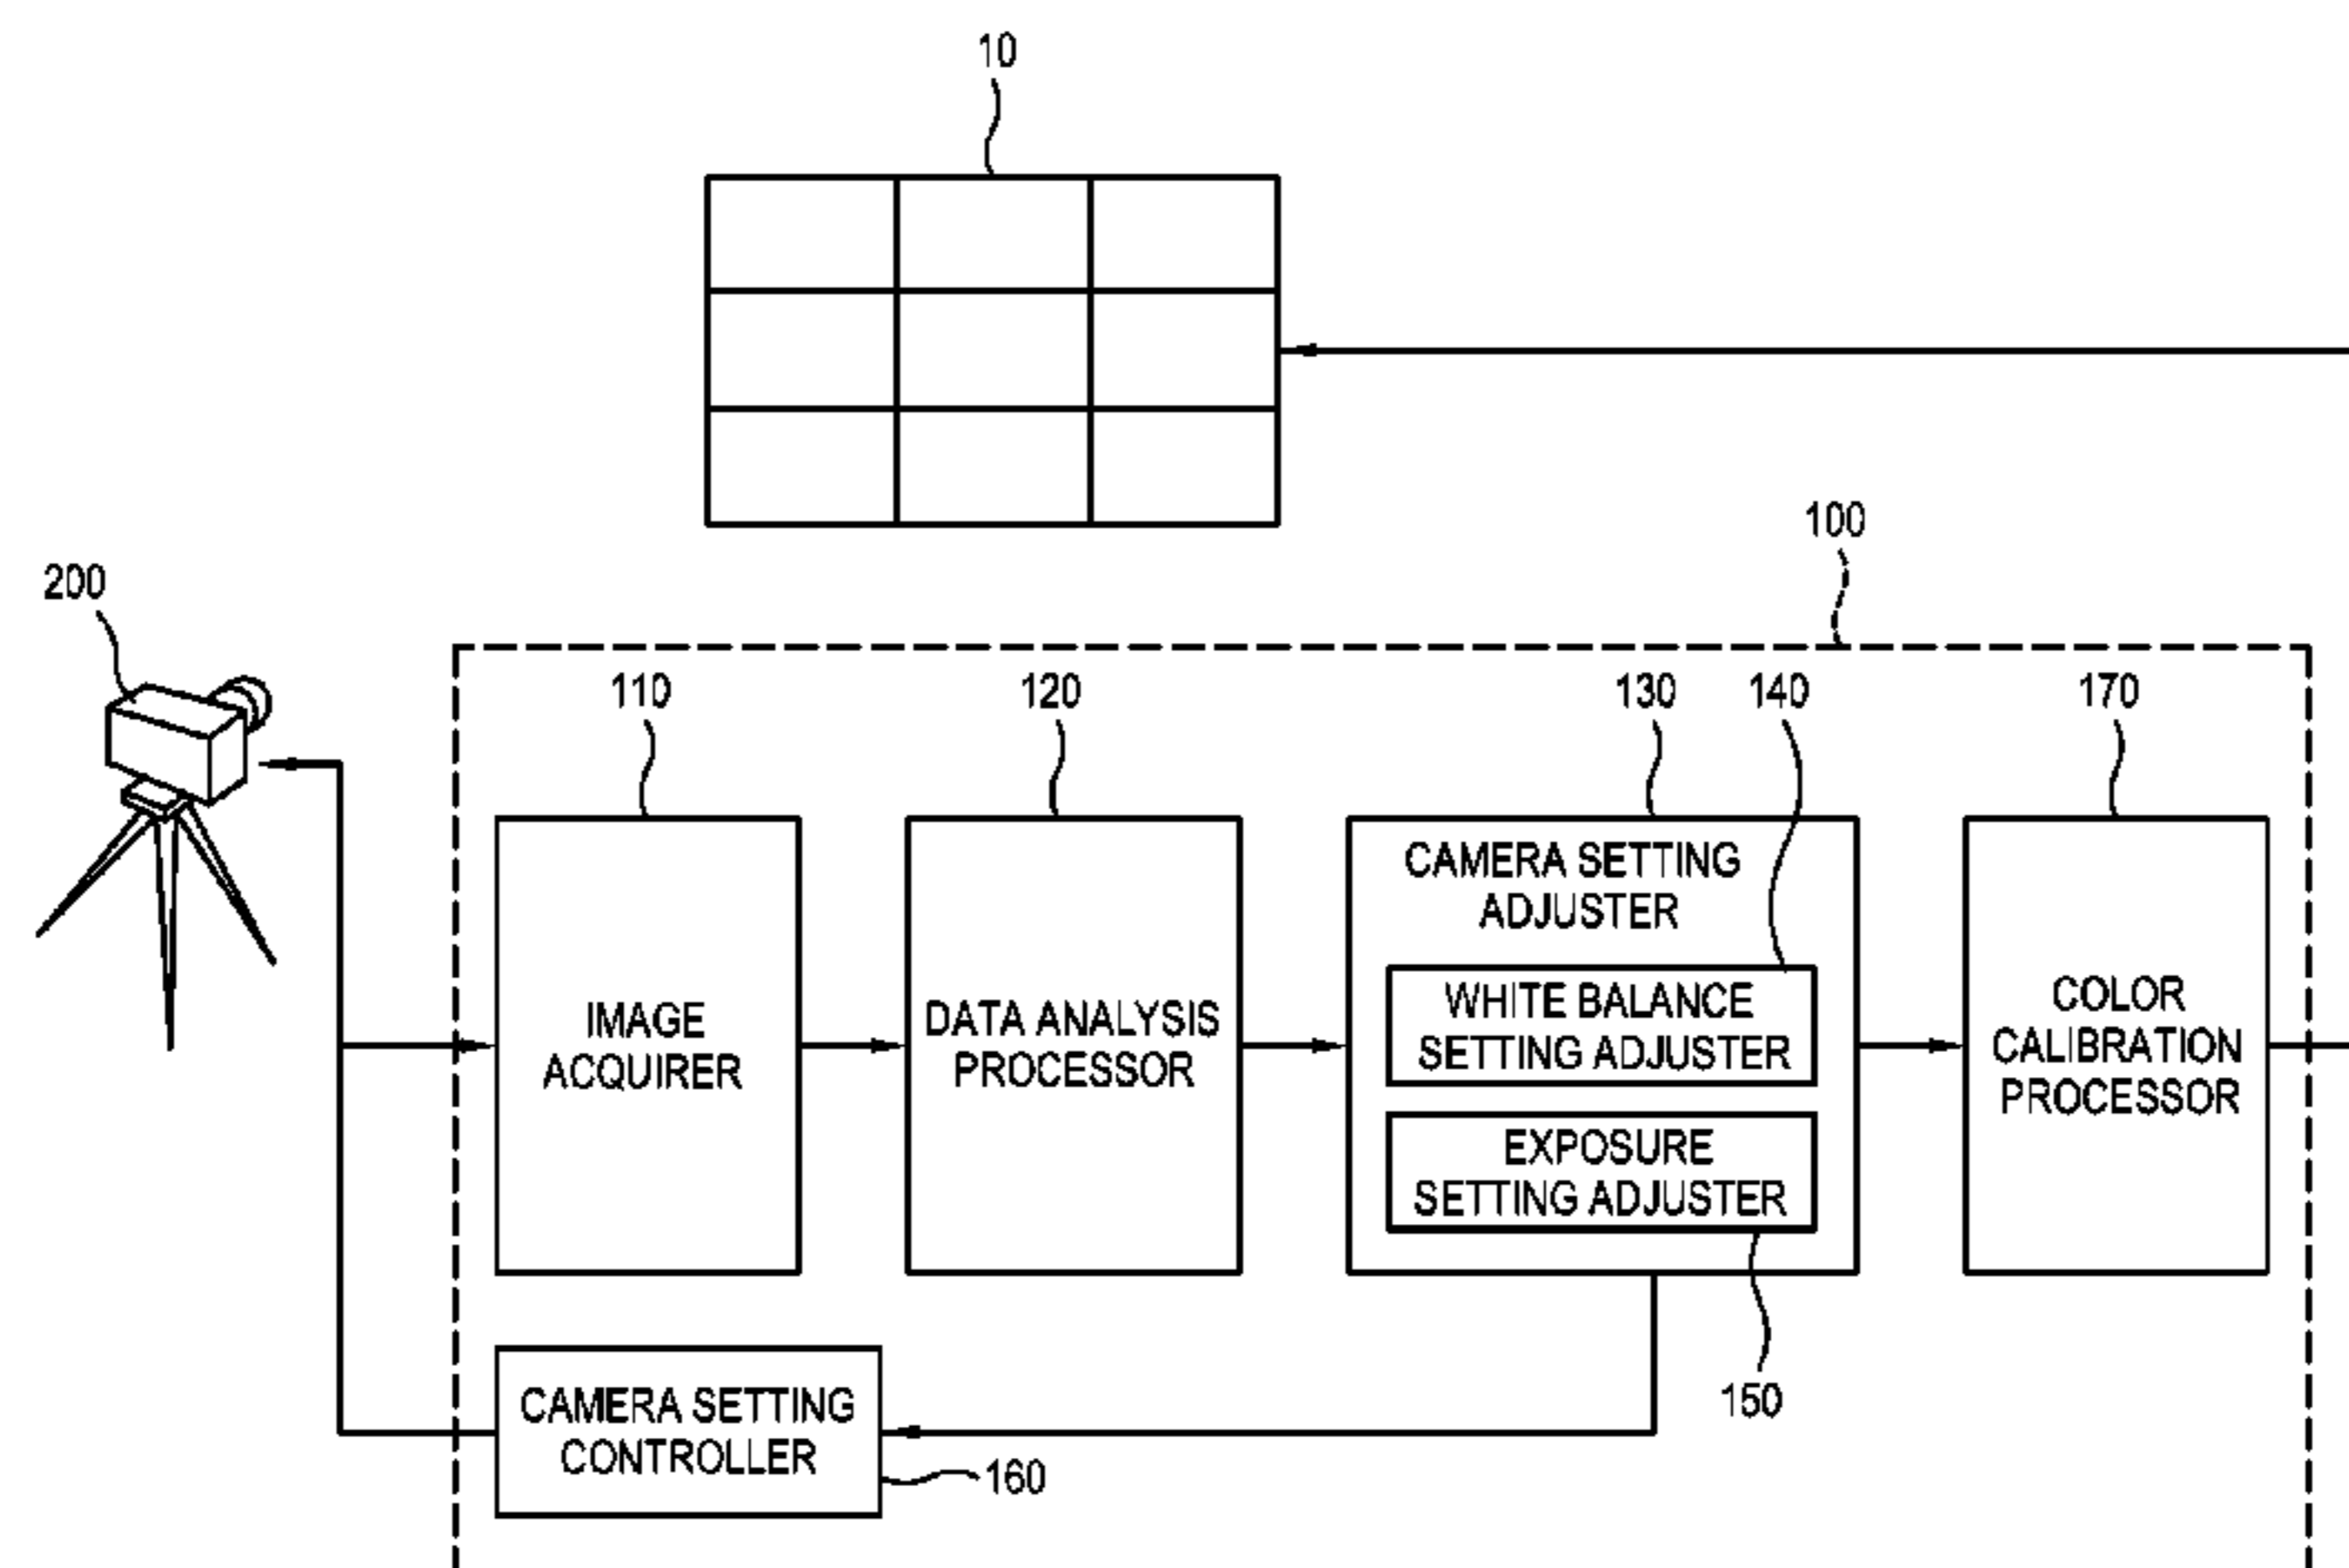 10
100
200
110
120
130
140
170
CAMERA SETTING
ADJUSTER
WHITE BALANCE
SETTING ADJUSTER
EXPOSURE
SETTING ADJUSTER
IMAGE
ACQUIRER
DATA ANALYSIS
PROCESSOR
COLOR
CALIBRATION
PROCESSOR
150
CAMERA SETTING
CONTROLLER
160